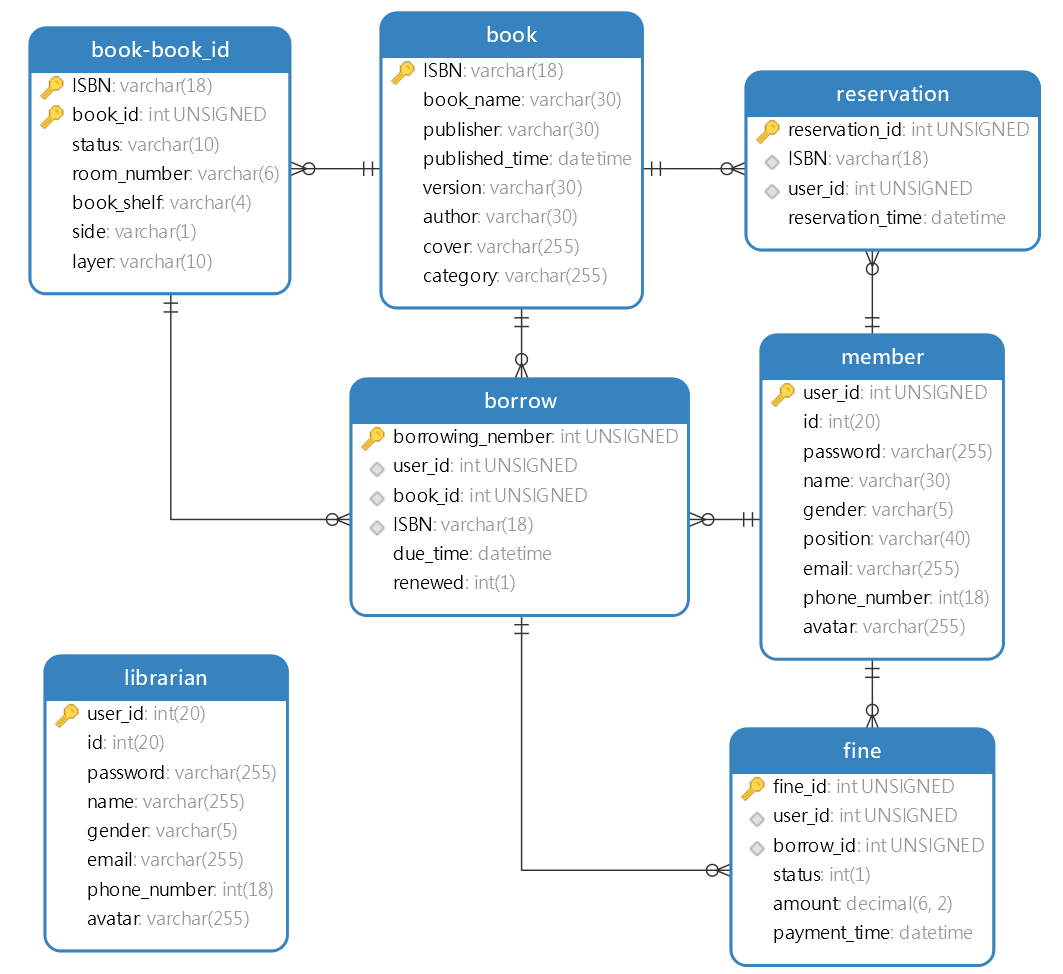 book-book_id
ISBN: varchar(18)
book_id: int UNSIGNED
status: varchar(10)
room_number: varchar(6)
book_shelf: varchar(4)
side: varchar(1)
layer: varchar(10)
book
ISBN: varchar(18)
book_name: varchar(30)
publisher: varchar(30)
published_time: datetime
version: varchar(30)
author: varchar(30)
cover: varchar(255)
category: varchar(255)
reservation
reservation_id: int UNSIGNED
ISBN: varchar(18)
user_id: int UNSIGNED
reservation_time: datetime
borrow
borrowing_nember: int UNSIGNED
user_id: int UNSIGNED
book_id: int UNSIGNED
ISBN: varchar(18)
due_time: datetime
renewed: int(1)
member
user_id: int UNSIGNED
id: int(20)
password: varchar(255)
name: varchar(30)
gender: varchar(5)
position: varchar(40)
email: varchar(255)
phone_number: int(18)
avatar: varchar(255)
librarian
user_id: int(20)
id: int(20)
password: varchar(255)
name: varchar(255)
gender: varchar(5)
email: varchar(255)
phone_number: int(18)
avatar: varchar(255)
fine
fine_id: int UNSIGNED
user_id: int UNSIGNED
borrow_id: int UNSIGNED
status: int(1)
amount: decimal(6, 2)
payment_time: datetime